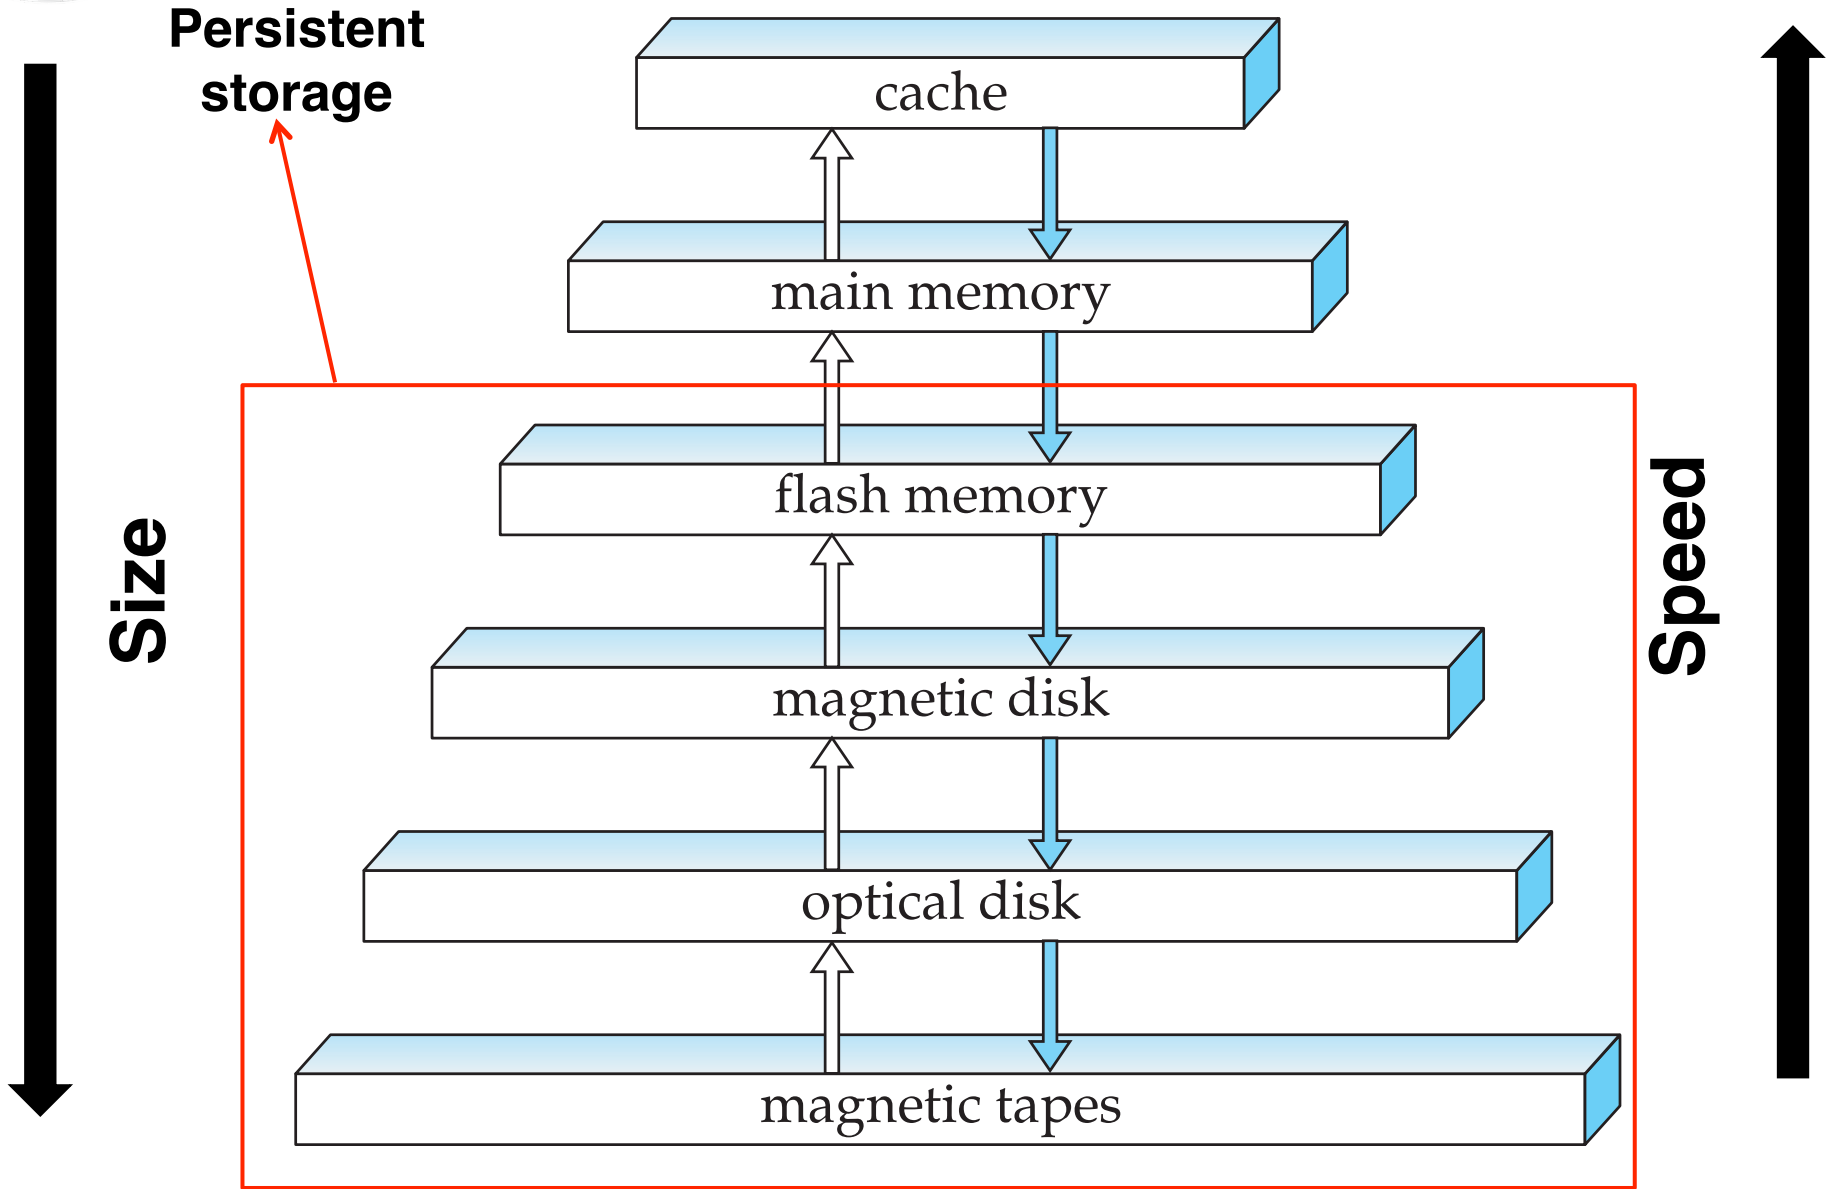 Persistent
storage
cache
main memory
flash memory
magnetic disk
optical disk
magnetic tapes
Size
Speed